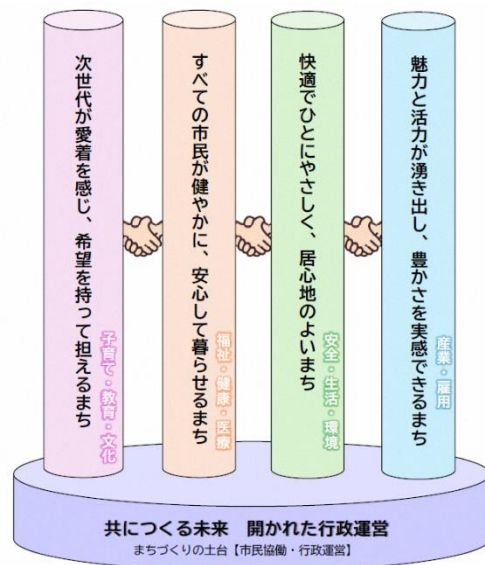 次世代が愛着を感じ、希望を持って担えるまち
子育て・教育・文化
すべての市民が健やかに、安心して暮らせるまち
福祉・健康・医療
快適でひとにやさしく、居心地のよいまち
安全・生活・環境
魅力と活力が湧き出し、豊かさを実感できるまち
産業・雇用
共につくる未来　開かれた行政運営
まちづくりの土台【市民協働・行政運営】